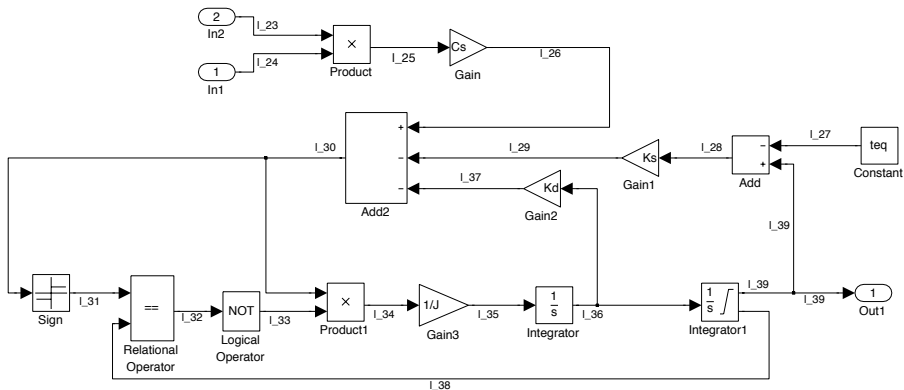 2
In2
l_23
1
In1
l_24
×
Product
l_25
Cs
Gain
l_26
l_30
+
−
−
Add2
l_29
l_37
Ks
Gain1
Kd
Gain2
l_28
−
+
Add
l_27
teq
Constant
l_39
Sign
l_31
==
Relational
Operator
l_32
NOT
Logical
Operator
l_33
×
Product1
l_34
1/J
Gain3
l_35
1
s
Integrator
l_36
1
s
Integrator1
l_39
l_39
1
Out1
l_38